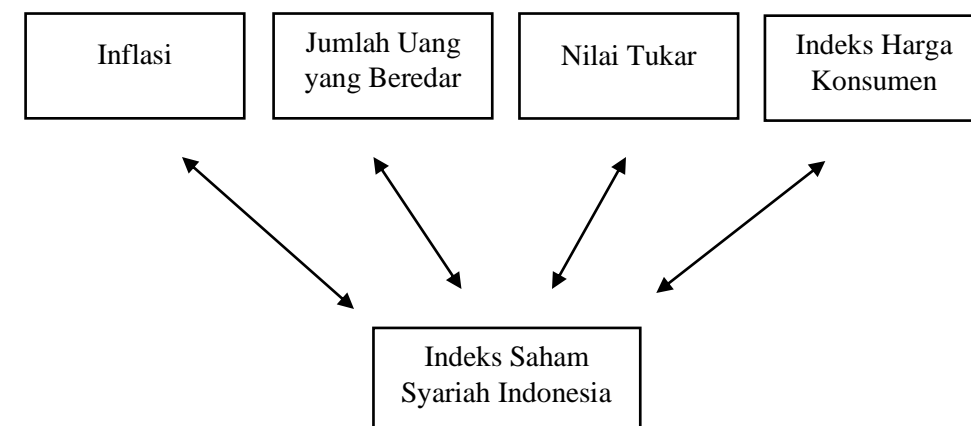 Inflasi
Jumlah Uang
yang Beredar
Nilai Tukar
Indeks Harga
Konsumen
Indeks Saham
Syariah Indonesia